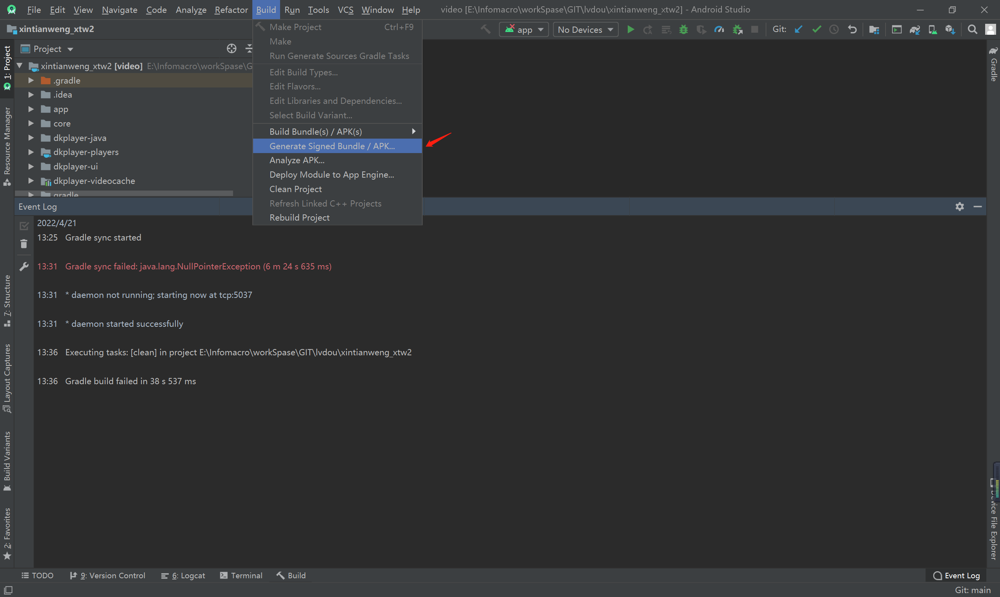 File Edit View Navigate Code Analyze Refactor Build Run Tools VCS Window Help video [E:\Infomacro\workSpase\GIT\lvdou\xintianweng_xtw2] - Android Studio
xintianweng_xtw2
app
No Devices
Git:
Make Project Ctrl+F9
Make
Run Generate Sources Gradle Tasks
Edit Build Types...
Edit Flavors...
Edit Libraries and Dependencies...
Select Build Variant...
Build Bundle(s) / APK(s)
Generate Signed Bundle / APK...
Analyze APK...
Deploy Module to App Engine...
Clean Project
Refresh Linked C++ Projects
Rebuild Project
Project
xintianweng_xtw2 [video] E:\Infomacro\workSpase\G
.gradle
.idea
app
core
dkplayer-java
dkplayer-players
dkplayer-ui
dkplayer-videocache
gradle
1: Project
Resource Manager
7: Structure
Layout Captures
Build Variants
2: Favorites
Event Log
2022/4/21
13:25 Gradle sync started
13:31 Gradle sync failed: java.lang.NullPointerException (6 m 24 s 635 ms)
13:31 * daemon not running; starting now at tcp:5037
13:31 * daemon started successfully
13:36 Executing tasks: [clean] in project E:\Infomacro\workSpase\GIT\lvdou\xintianweng_xtw2
13:36 Gradle build failed in 38 s 537 ms
Gradle
Device File Explorer
TODO 9: Version Control 6: Logcat Terminal Build Event Log
Git: main